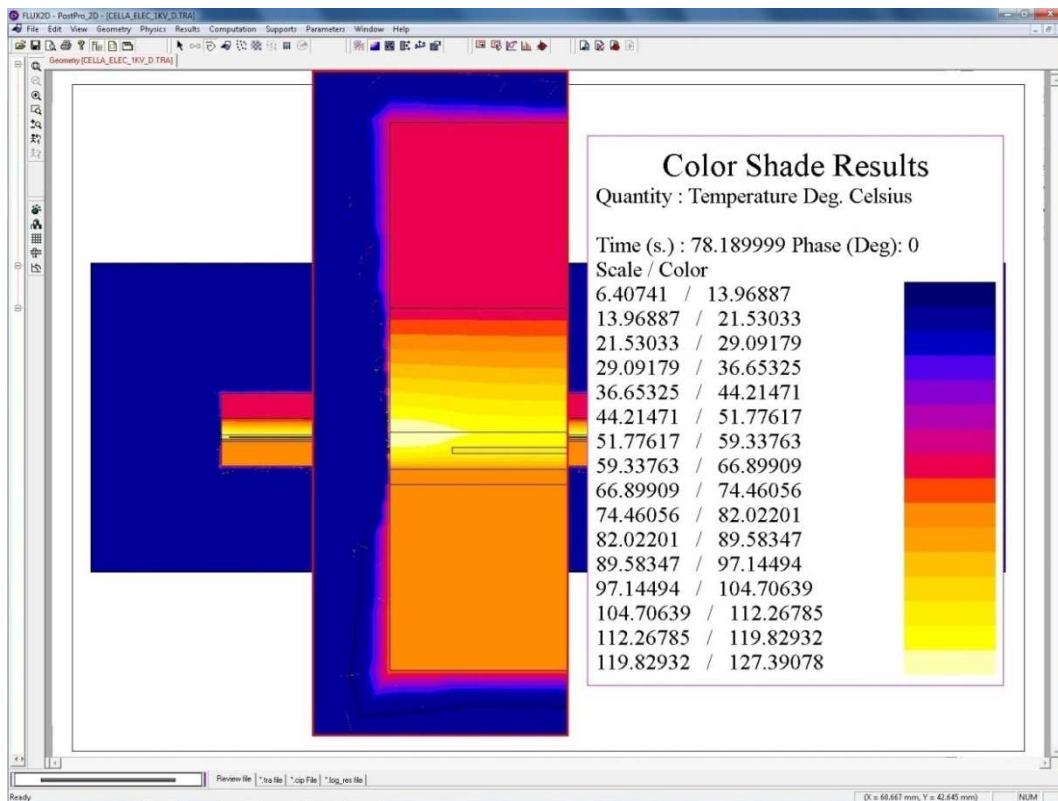 FLUX2D - PostPro_2D - [CELLA_ELEC_1KV_D.TRA]
File Edit View Geometry Physics Results Computation Supports Parameters Window Help
Geometry [CELLA_ELEC_1KV_D.TRA]
Color Shade Results
Quantity : Temperature Deg. Celsius
Time (s.) : 78.189999 Phase (Deg): 0
Scale / Color
6.40741 / 13.96887
13.96887 / 21.53033
21.53033 / 29.09179
29.09179 / 36.65325
36.65325 / 44.21471
44.21471 / 51.77617
51.77617 / 59.33763
59.33763 / 66.89909
66.89909 / 74.46056
74.46056 / 82.02201
82.02201 / 89.58347
89.58347 / 97.14494
97.14494 / 104.70639
104.70639 / 112.26785
112.26785 / 119.82932
119.82932 / 127.39078
Review file *.tra file *.cip File *.log_res file
Ready (X = 60.667 mm, Y = 42.645 mm) NUM